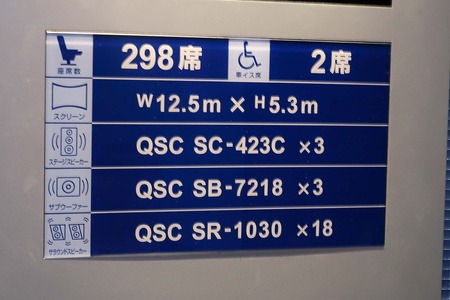 座席数 298席 車イス席 2席
スクリーン W12.5m × H5.3m
ステージスピーカー QSC SC-423C ×3
サブウーファー QSC SB-7218 ×3
サラウンドスピーカー QSC SR-1030 ×18